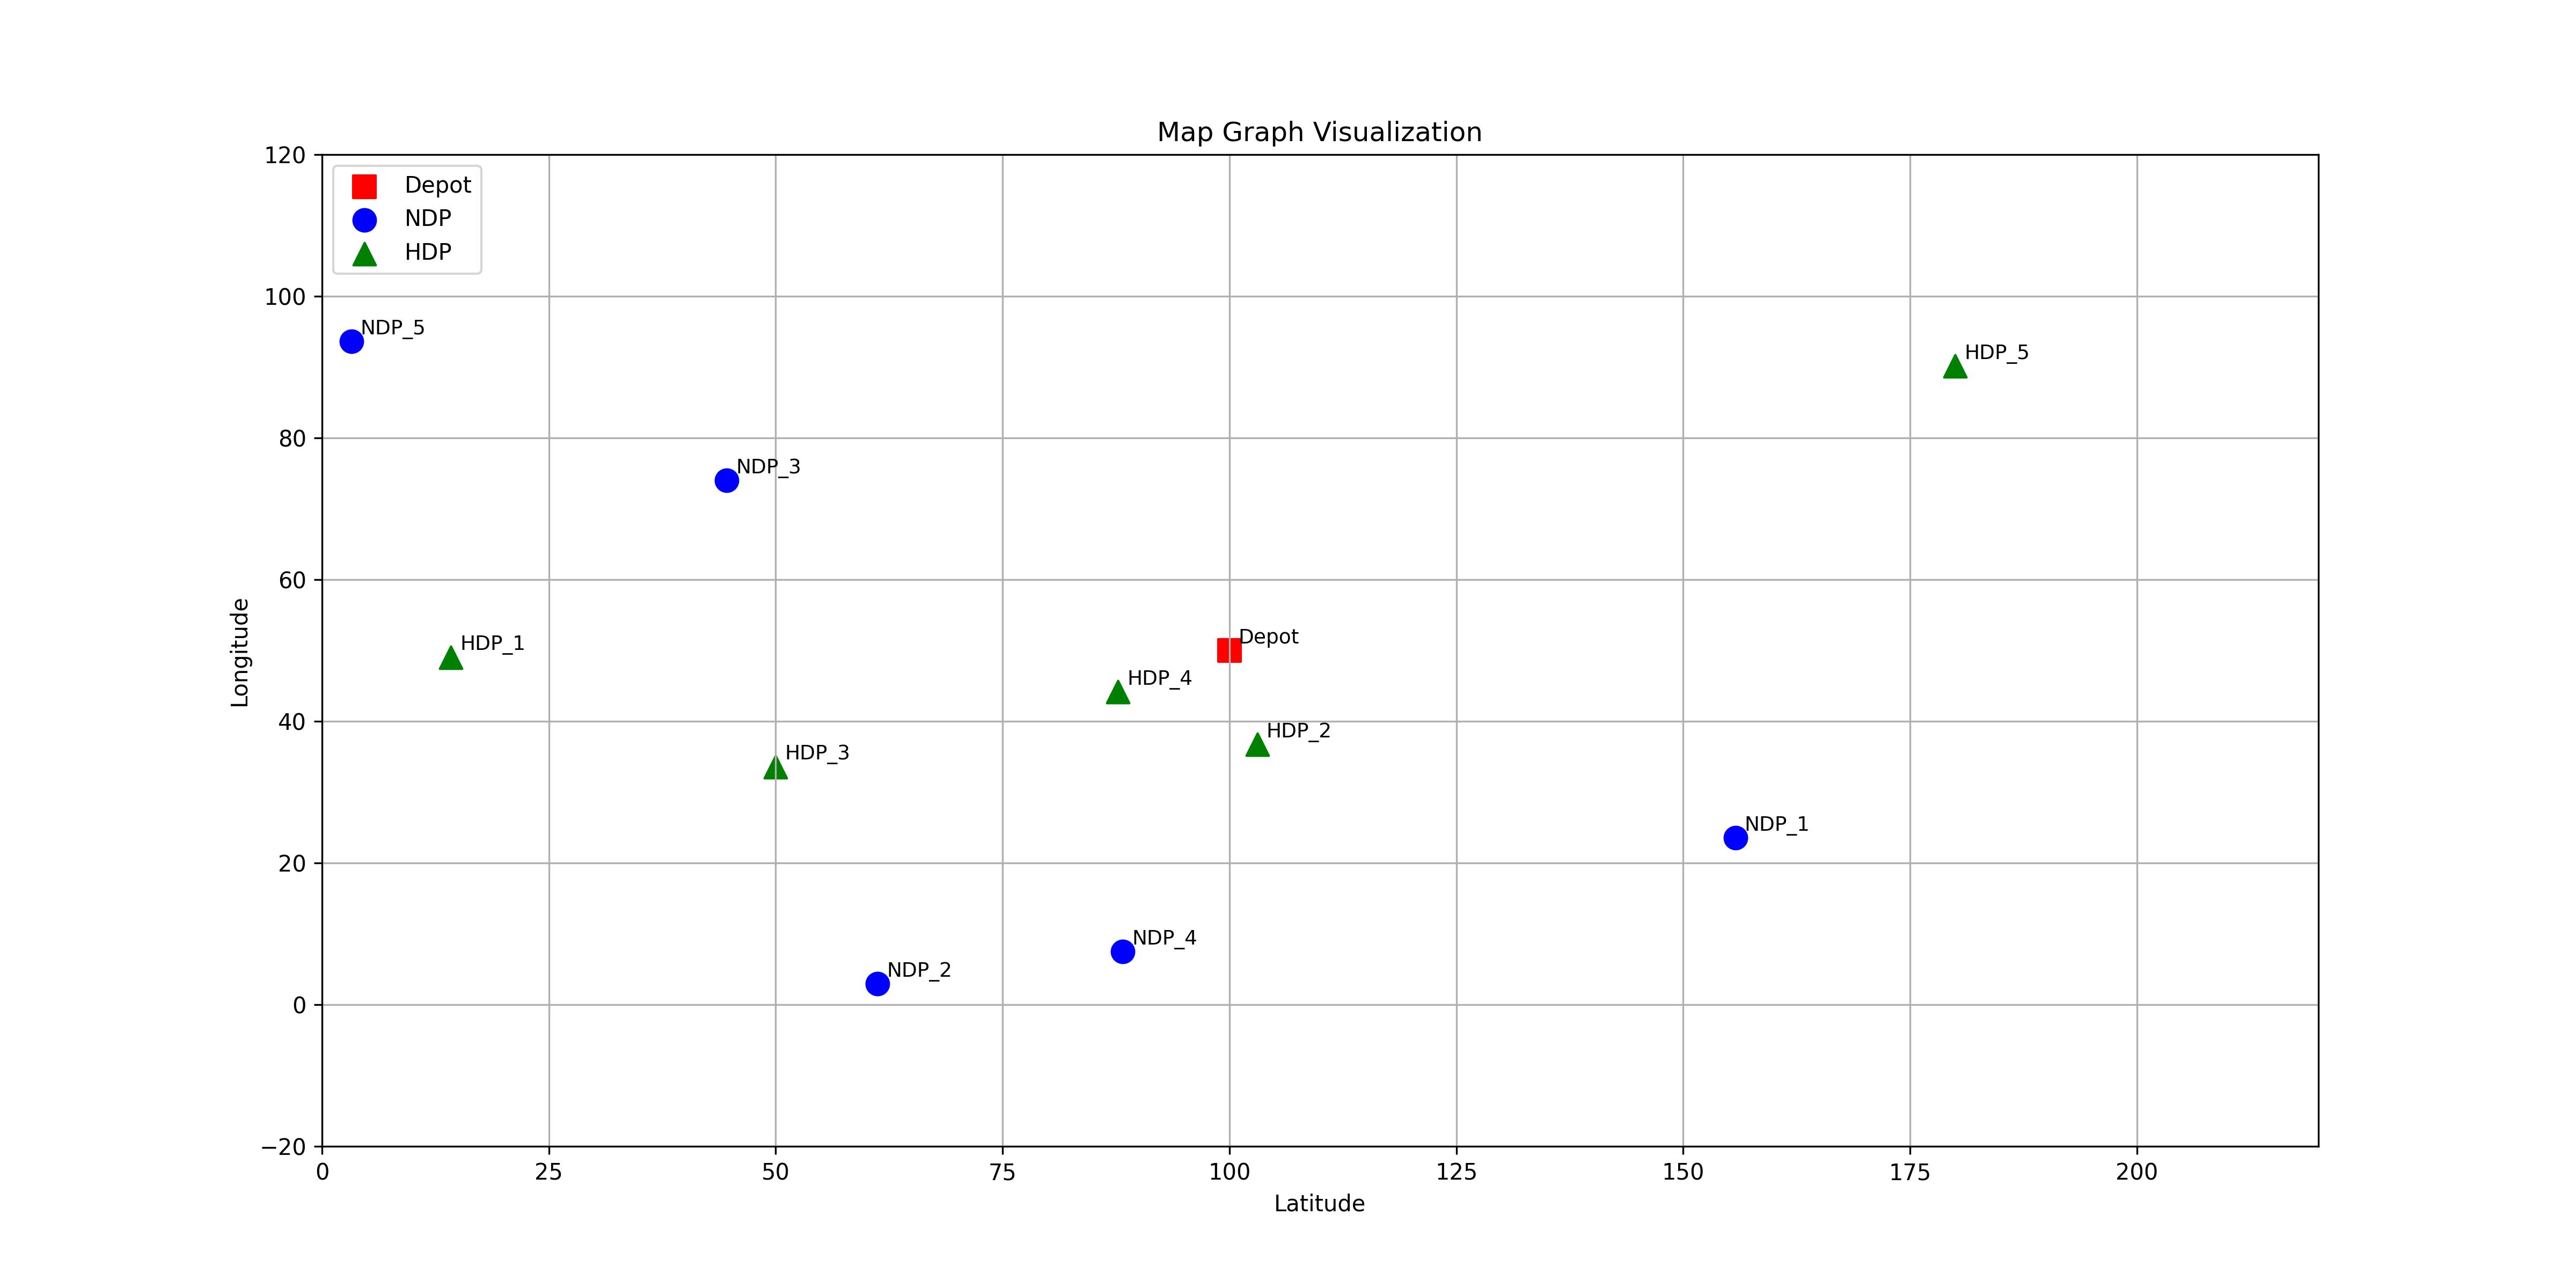 Map Graph Visualization
120
100
80
60
40
20
0
−20
Longitude
Depot
NDP
HDP
NDP_5
HDP_5
NDP_3
HDP_1
Depot
HDP_4
HDP_2
HDP_3
NDP_1
NDP_4
NDP_2
0 25 50 75 100 125 150 175 200
Latitude